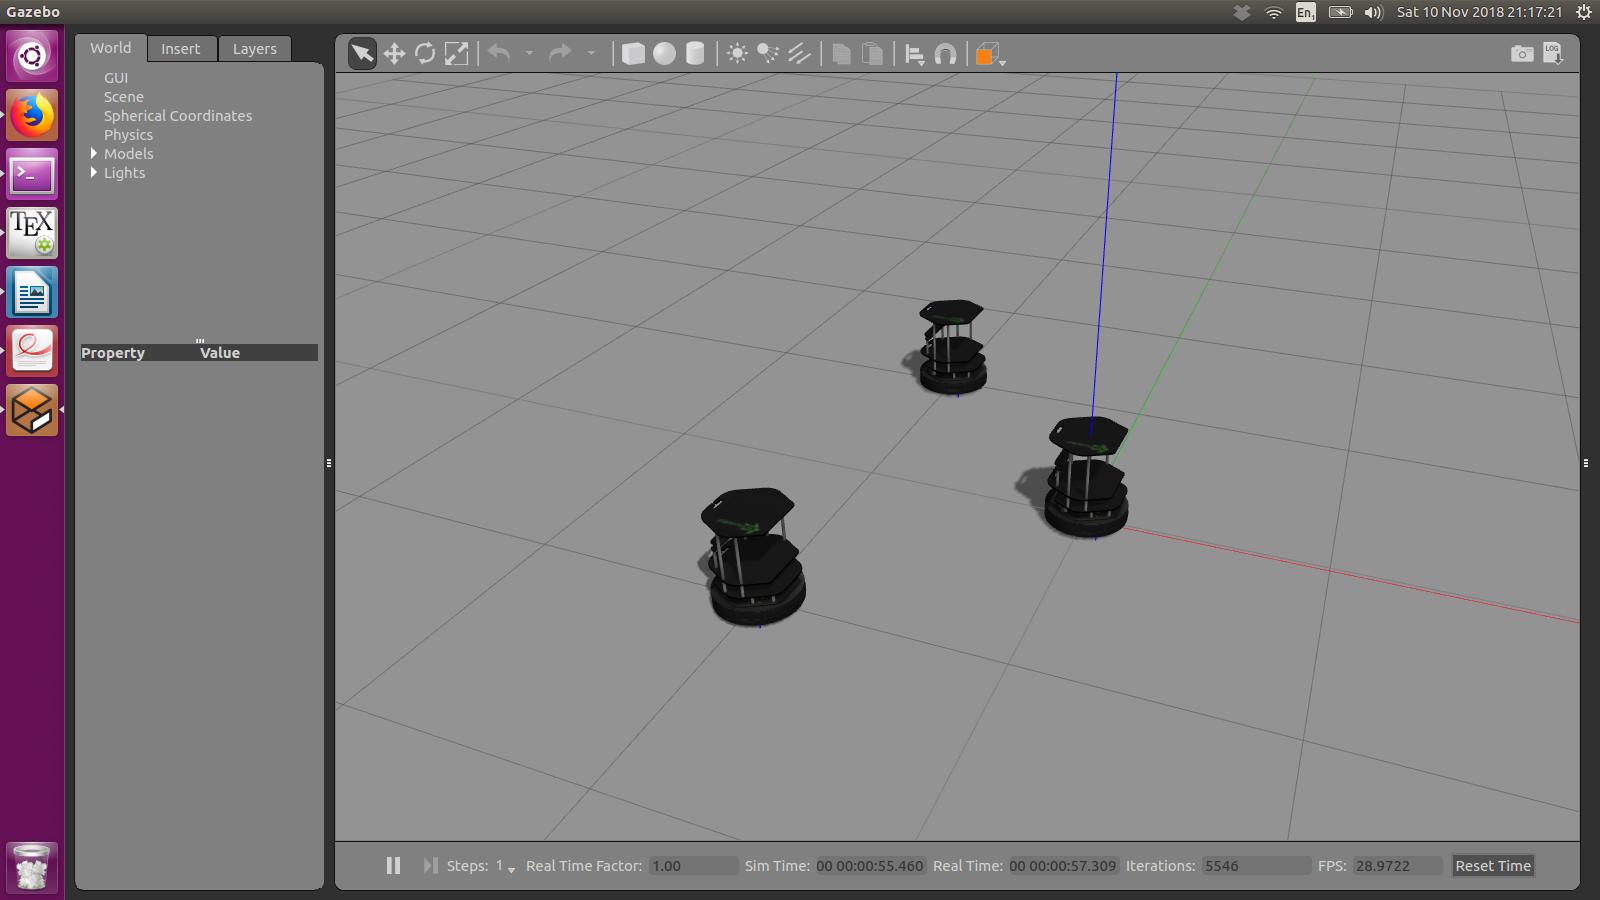 Gazebo
En1
Sat 10 Nov 2018 21:17:21
World Insert Layers
LOG
GUI
Scene
Spherical Coordinates
Physics
Models
Lights
>_
TEX
Property Value
Steps: 1 Real Time Factor: 1.00 Sim Time: 00 00:00:55.460 Real Time: 00 00:00:57.309 Iterations: 5546 FPS: 28.9722 Reset Time